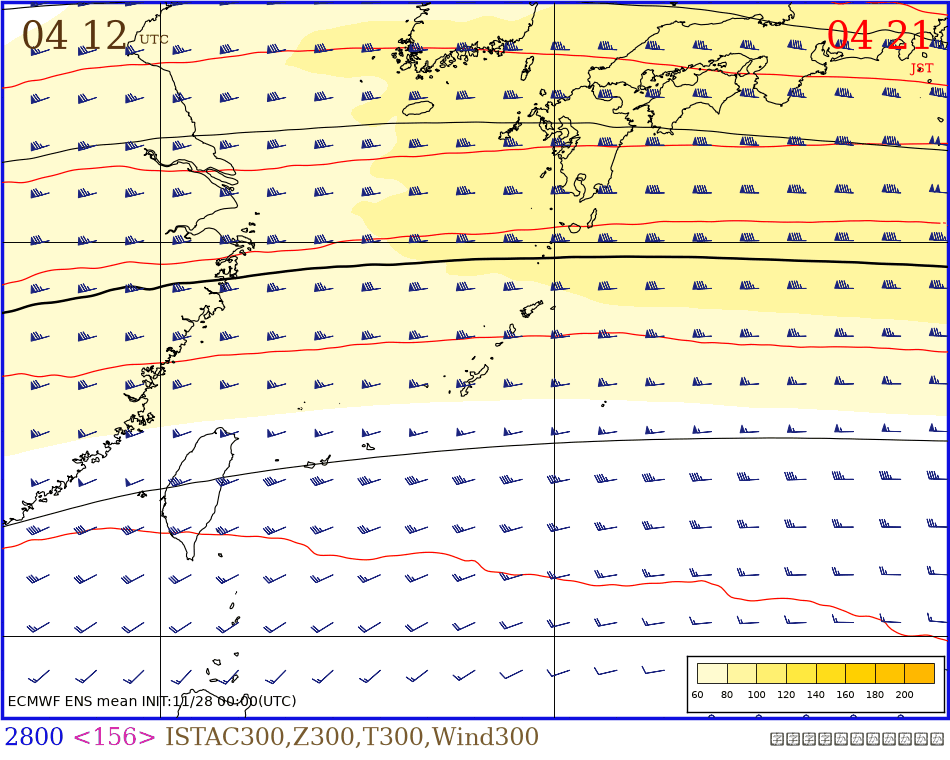 04 12 UTC
04 21
JST
60 80 100 120 140 160 180 200
ECMWF ENS mean INIT:11/28 00:00(UTC)
2800 <156> ISTAC300,Z300,T300,Wind300